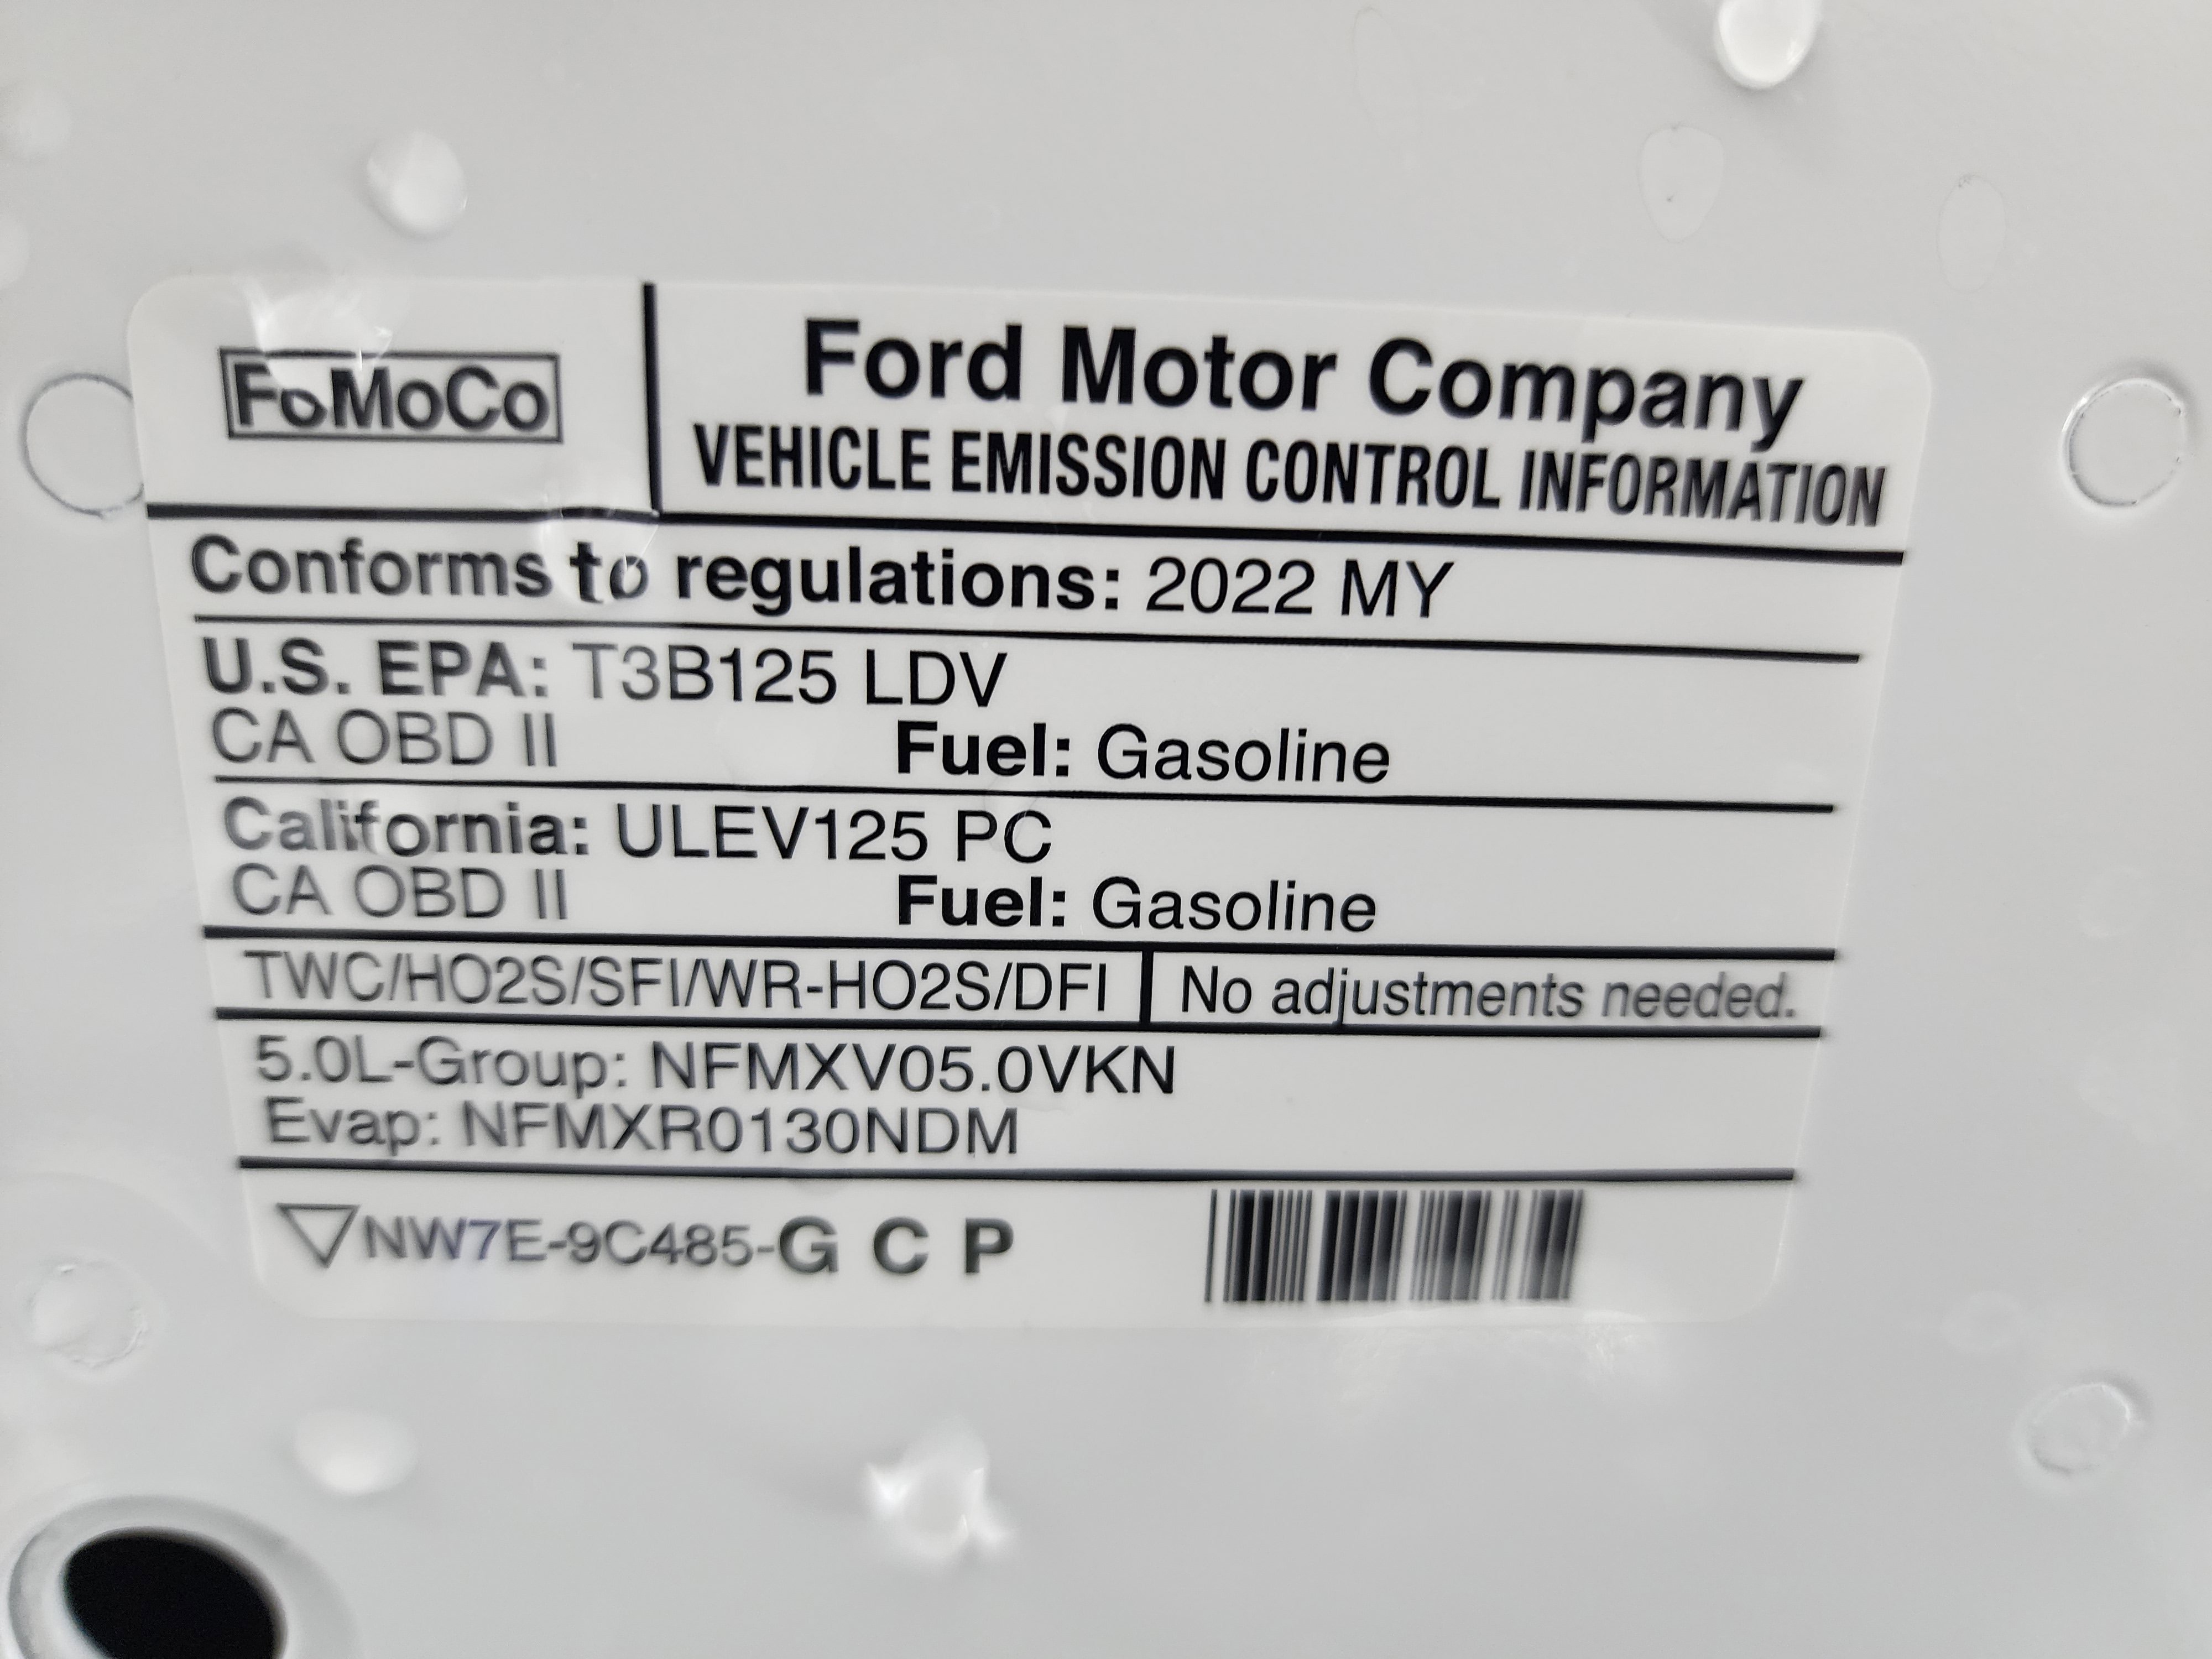 FoMoCo
Ford Motor Company
VEHICLE EMISSION CONTROL INFORMATION
Conforms to regulations: 2022 MY
U.S. EPA: T3B125 LDV
CA OBD II Fuel: Gasoline
California: ULEV125 PC
CA OBD II Fuel: Gasoline
TWC/HO2S/SFI/WR-HO2S/DFI No adjustments needed.
5.0L-Group: NFMXV05.0VKN
Evap: NFMXR0130NDM
NW7E-9C485-G C P